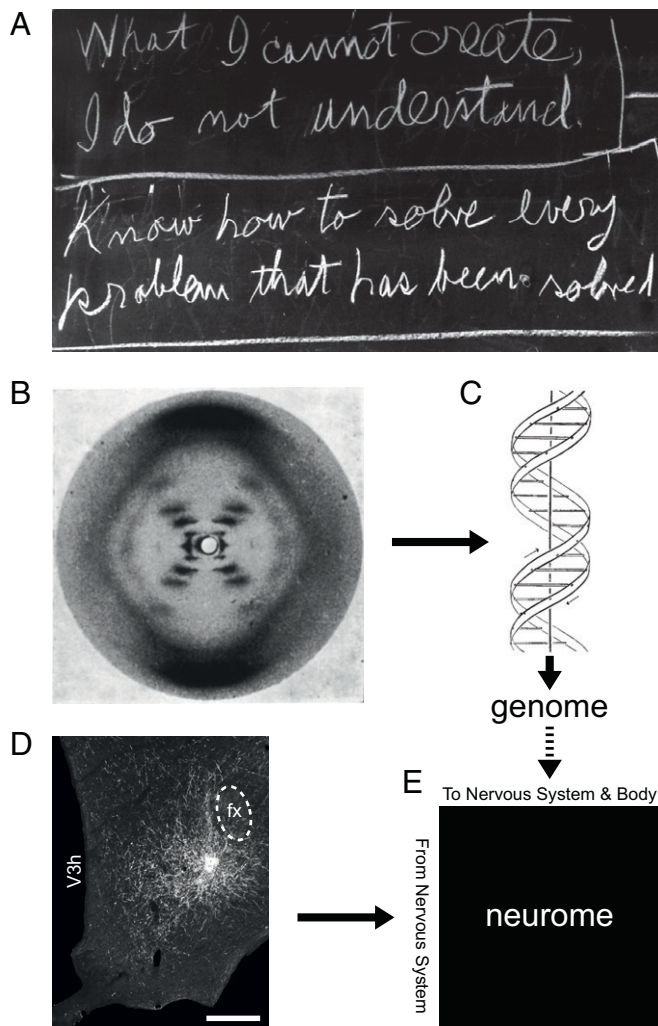 A
What I cannot create,
I do not understand.
Know how to solve every
problem that has been solved
B
C
genome
D
fx
V3h
E
To Nervous System & Body
From Nervous System
neurome